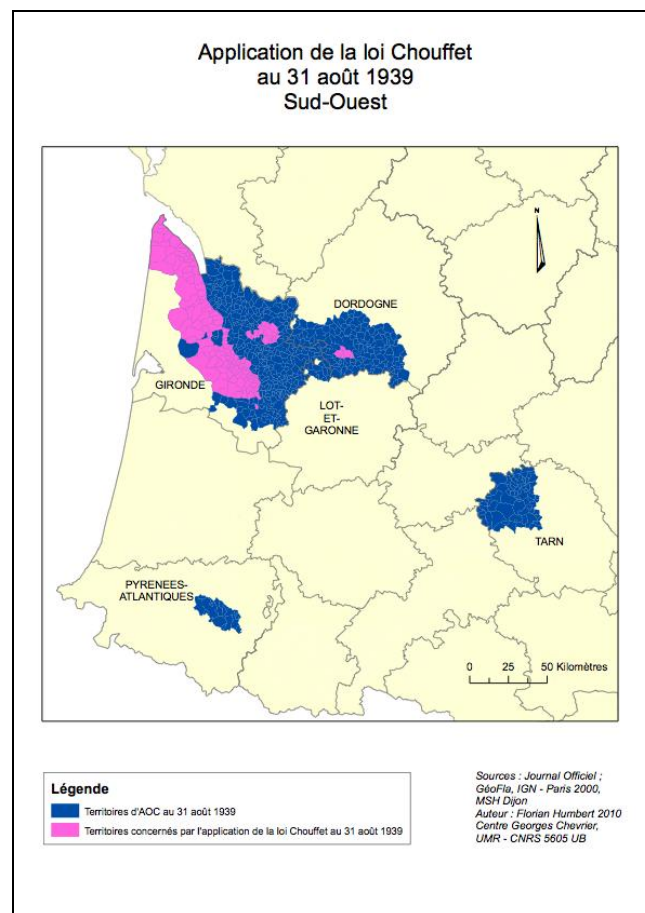 Application de la loi Chouffet
au 31 août 1939
Sud-Ouest
N
DORDOGNE
GIRONDE
LOT-
ET-
GARONNE
TARN
PYRENEES-
ATLANTIQUES
0 25 50 Kilomètres
Légende
Territoires d'AOC au 31 août 1939
Territoires concernés par l'application de la loi Chouffet au 31 août 1939
Sources : Journal Officiel ;
GéoFla, IGN - Paris 2000,
MSH Dijon
Auteur : Florian Humbert 2010
Centre Georges Chevrier,
UMR - CNRS 5605 UB